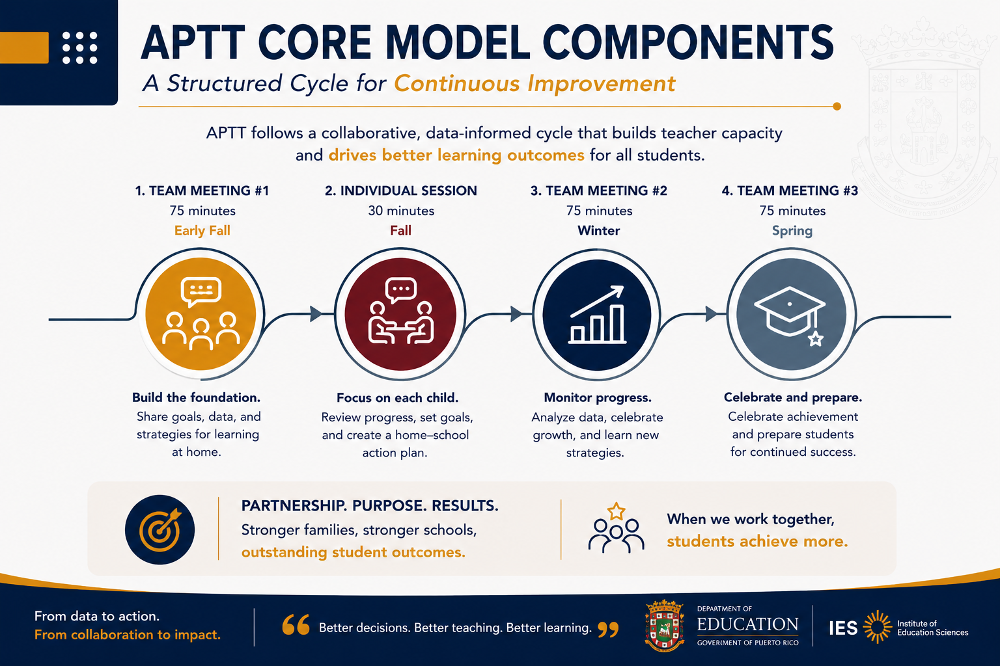 APTT CORE MODEL COMPONENTS
A Structured Cycle for Continuous Improvement
APTT follows a collaborative, data-informed cycle that builds teacher capacity
and drives better learning outcomes for all students.
1. TEAM MEETING #1
75 minutes
Early Fall
Build the foundation.
Share goals, data, and
strategies for learning
at home.
2. INDIVIDUAL SESSION
30 minutes
Fall
Focus on each child.
Review progress, set goals,
and create a home–school
action plan.
3. TEAM MEETING #2
75 minutes
Winter
Monitor progress.
Analyze data, celebrate
growth, and learn new
strategies.
4. TEAM MEETING #3
75 minutes
Spring
Celebrate and prepare.
Celebrate achievement
and prepare students
for continued success.
PARTNERSHIP. PURPOSE. RESULTS.
Stronger families, stronger schools,
outstanding student outcomes.
When we work together,
students achieve more.
From data to action.
From collaboration to impact.
“ Better decisions. Better teaching. Better learning. ”
DEPARTMENT OF
EDUCATION
GOVERIMENT OF PUERTO RICO
IES Institute of
Education Sciences